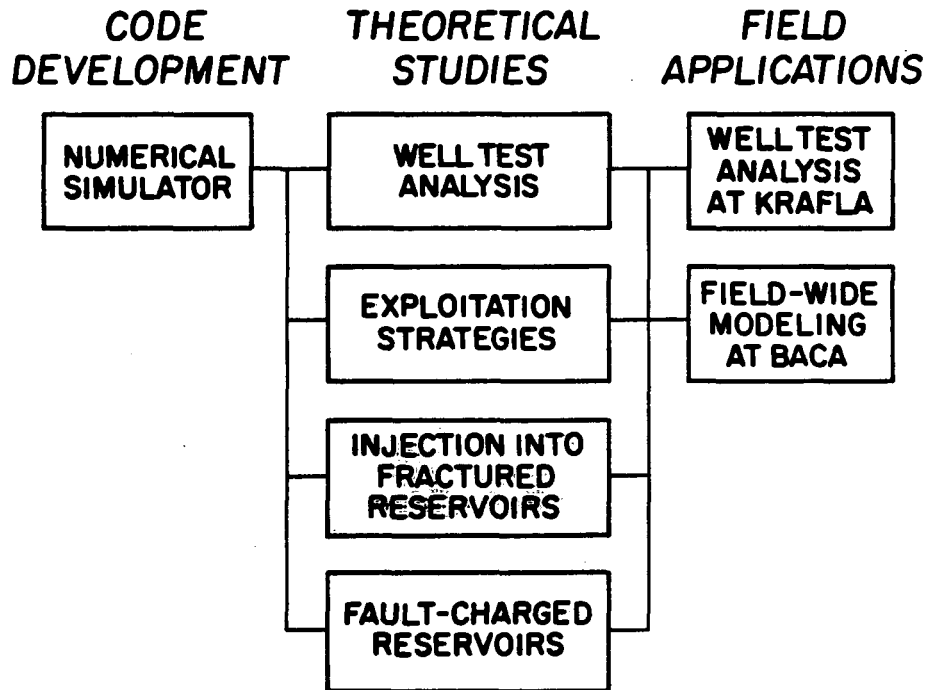 CODE
DEVELOPMENT
THEORETICAL
STUDIES
FIELD
APPLICATIONS
NUMERICAL
SIMULATOR
WELL TEST
ANALYSIS
WELL TEST
ANALYSIS
AT KRAFLA
EXPLOITATION
STRATEGIES
FIELD-WIDE
MODELING
AT BACA
INJECTION INTO
FRACTURED
RESERVOIRS
FAULT-CHARGED
RESERVOIRS